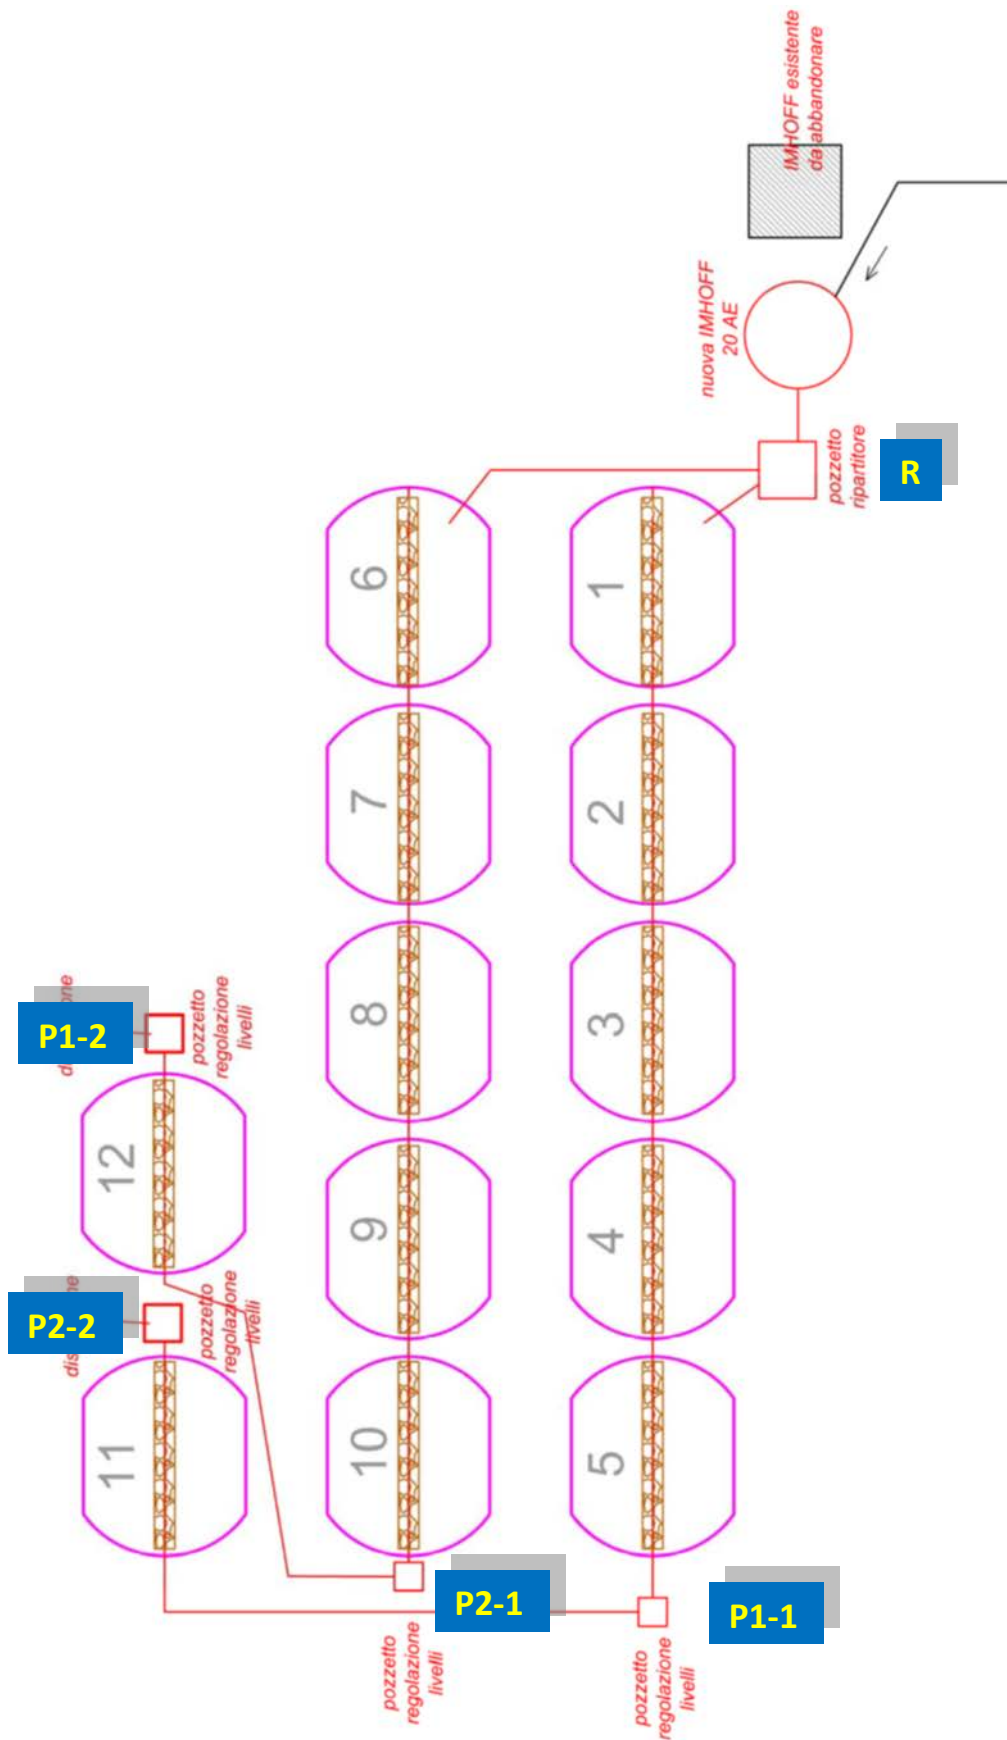 IMHOFF esistente
da abbandonare
nuova IMHOFF
20 AE
pozzetto
ripartitore
R
6
1
7
2
8
3
P1-2
pozzetto
regolazione
livelli
12
9
4
P2-2
pozzetto
regolazione
livelli
11
10
5
P2-1
P1-1
pozzetto
regolazione
livelli
pozzetto
regolazione
livelli